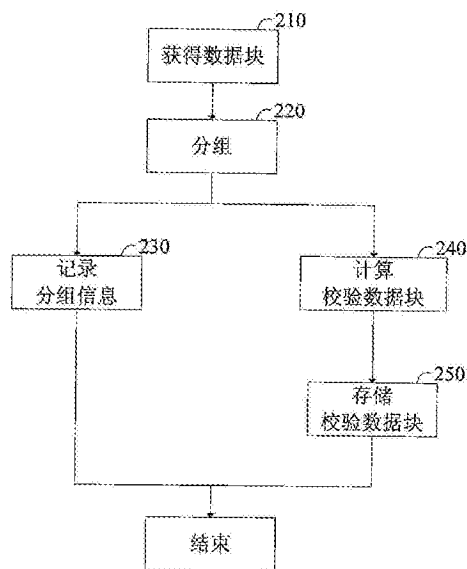 210
获得数据块
220
分组
230
记录
分组信息
240
计算
校验数据块
250
存储
校验数据块
结束